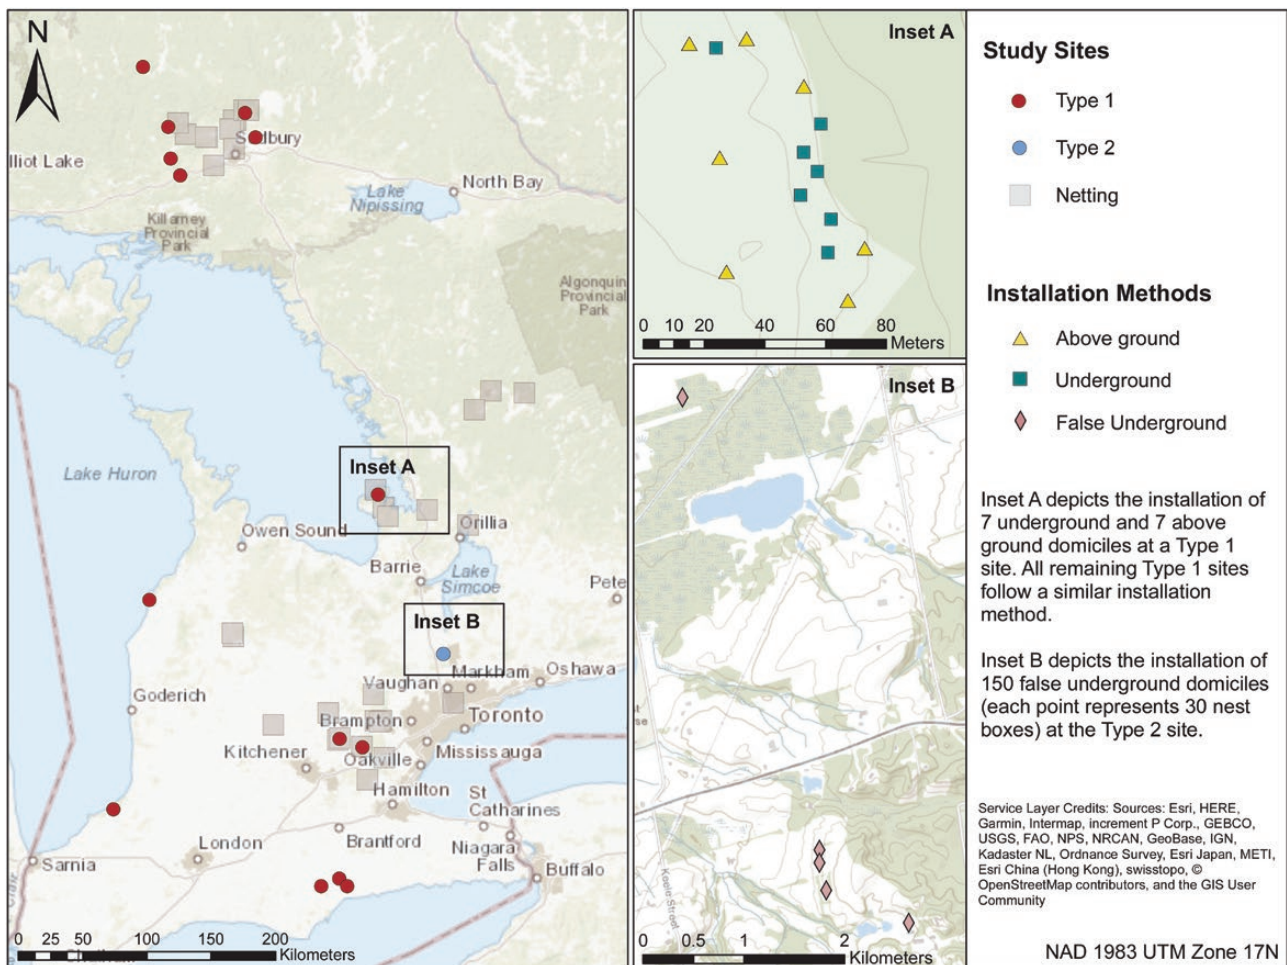 N
lliot Lake
Sudbury
North Bay
Lake
Nipissing
Killarney
Provincial
Park
Algonquin
Provincial
Park
Lake Huron
Inset A
Owen Sound
Orillia
Barrie
Lake
Simcoe
Pete
Inset B
Goderich
Vaughan
Markham
Oshawa
Brampton
Toronto
Kitchener
Mississauga
Oakville
Hamilton
St
Catharines
London
Brantford
Niagara
Falls
Sarnia
Buffalo
0 25 50 100 150 200
Kilometers
Inset A
0 10 20 40 60 80
Meters
Inset B
Keele Street
0 0.5 1 2
Kilometers
Study Sites
Type 1
Type 2
Netting
Installation Methods
Above ground
Underground
False Underground
Inset A depicts the installation of
7 underground and 7 above
ground domiciles at a Type 1
site. All remaining Type 1 sites
follow a similar installation
method.
Inset B depicts the installation of
150 false underground domiciles
(each point represents 30 nest
boxes) at the Type 2 site.
Service Layer Credits: Sources: Esri, HERE,
Garmin, Intermap, increment P Corp., GEBCO,
USGS, FAO, NPS, NRCAN, GeoBase, IGN,
Kadaster NL, Ordnance Survey, Esri Japan, METI,
Esri China (Hong Kong), swisstopo, ©
OpenStreetMap contributors, and the GIS User
Community
NAD 1983 UTM Zone 17N